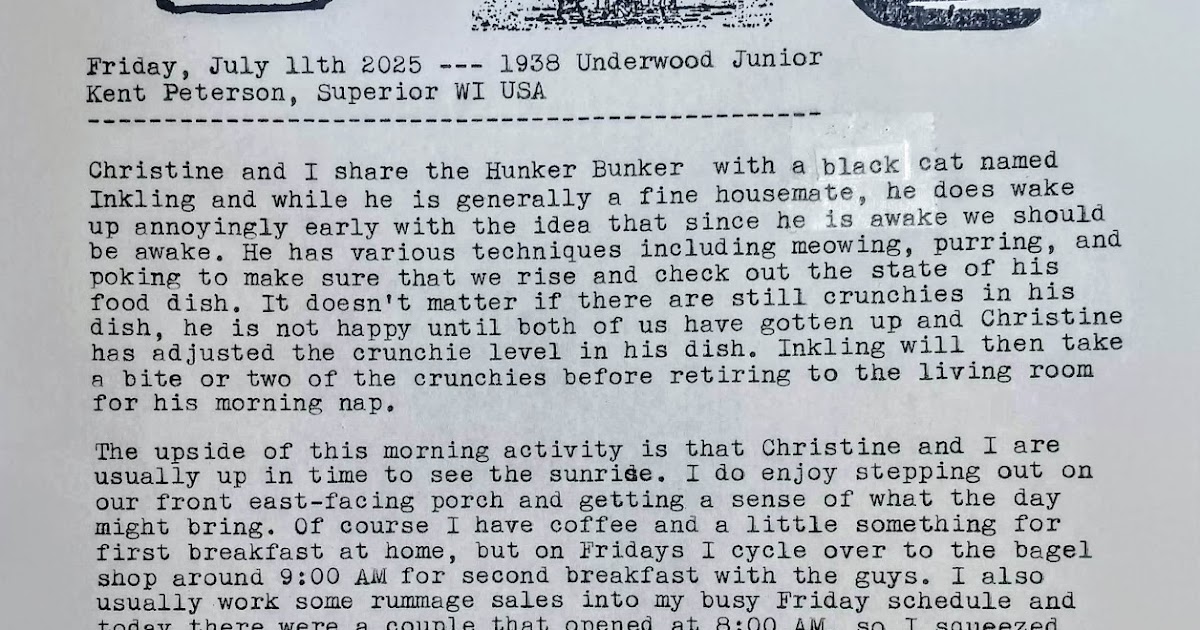 Friday, July 11th 2025 --- 1938 Underwood Junior
Kent Peterson, Superior WI USA
------------------------------------------------
Christine and I share the Hunker Bunker  with a black cat named
Inkling and while he is generally a fine housemate, he does wake
up annoyingly early with the idea that since he is awake we should
be awake. He has various techniques including meowing, purring, and
poking to make sure that we rise and check out the state of his
food dish. It doesn't matter if there are still crunchies in his
dish, he is not happy until both of us have gotten up and Christine
has adjusted the crunchie level in his dish. Inkling will then take
a bite or two of the crunchies before retiring to the living room
for his morning nap.
The upside of this morning activity is that Christine and I are
usually up in time to see the sunride. I do enjoy stepping out on
our front east-facing porch and getting a sense of what the day
might bring. Of course I have coffee and a little something for
first breakfast at home, but on Fridays I cycle over to the bagel
shop around 9:00 AM for second breakfast with the guys. I also
usually work some rummage sales into my busy Friday schedule and
today there were a couple that opened at 8:00 AM, so I squeezed